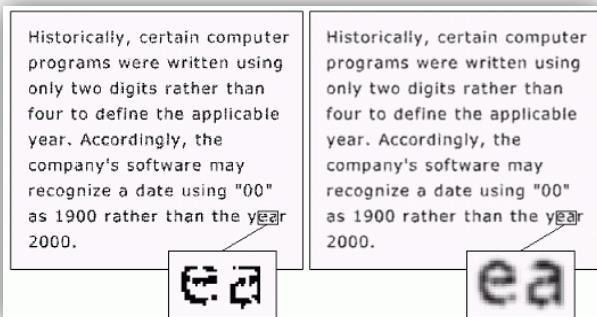 Historically, certain computer
programs were written using
only two digits rather than
four to define the applicable
year. Accordingly, the
company's software may
recognize a date using "00"
as 1900 rather than the year
2000.
ea
Historically, certain computer
programs were written using
only two digits rather than
four to define the applicable
year. Accordingly, the
company's software may
recognize a date using "00"
as 1900 rather than the year
2000.
ea